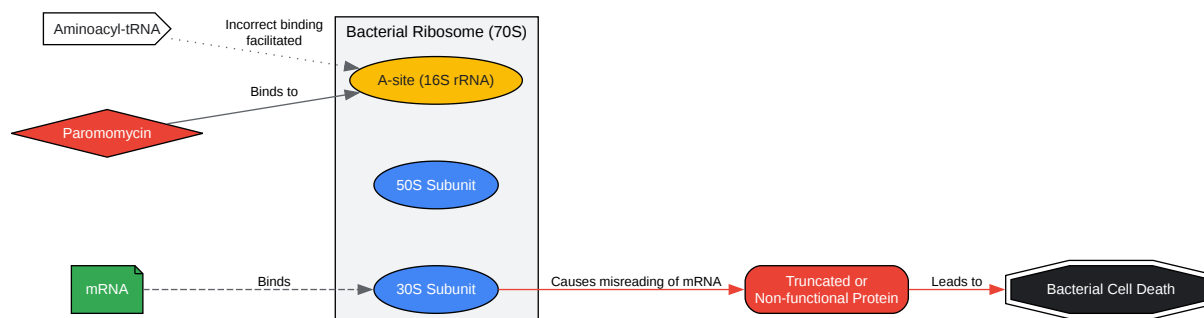 Aminoacyl-tRNA
Incorrect binding
facilitated
Bacterial Ribosome (70S)
A-site (16S rRNA)
Binds to
Paromomycin
50S Subunit
mRNA
Binds
30S Subunit
Causes misreading of mRNA
Truncated or
Non-functional Protein
Leads to
Bacterial Cell Death